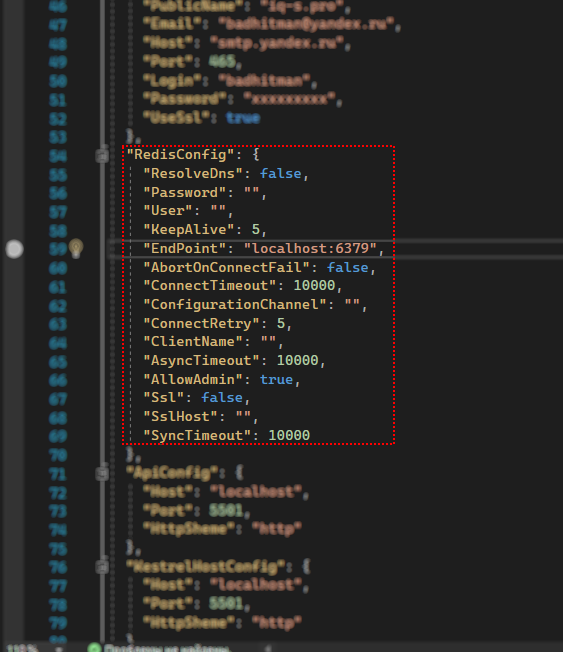 46 "PublicName": "iq-s.pro",
47 "Email": "badhitman@yandex.ru",
48 "Host": "smtp.yandex.ru",
49 "Port": 465,
50 "Login": "badhitman@yandex.ru",
51 "Password": "xxxxxxxxx",
52 "UseSsl": true
53 },
54 "RedisConfig": {
55 "ResolveDns": false,
56 "Password": "",
57 "User": "",
58 "KeepAlive": 5,
59 "EndPoint": "localhost:6379",
60 "AbortOnConnectFail": false,
61 "ConnectTimeout": 10000,
62 "ConfigurationChannel": "",
63 "ConnectRetry": 5,
64 "ClientName": "",
65 "AsyncTimeout": 10000,
66 "AllowAdmin": true,
67 "Ssl": false,
68 "SslHost": "",
69 "SyncTimeout": 10000
70 },
71 "ApiConfig": {
72 "Host": "localhost",
73 "Port": 5501,
74 "HttpSheme": "http"
75 },
76 "KestrelHostConfig": {
77 "Host": "localhost",
78 "Port": 5501,
79 "HttpSheme": "http"